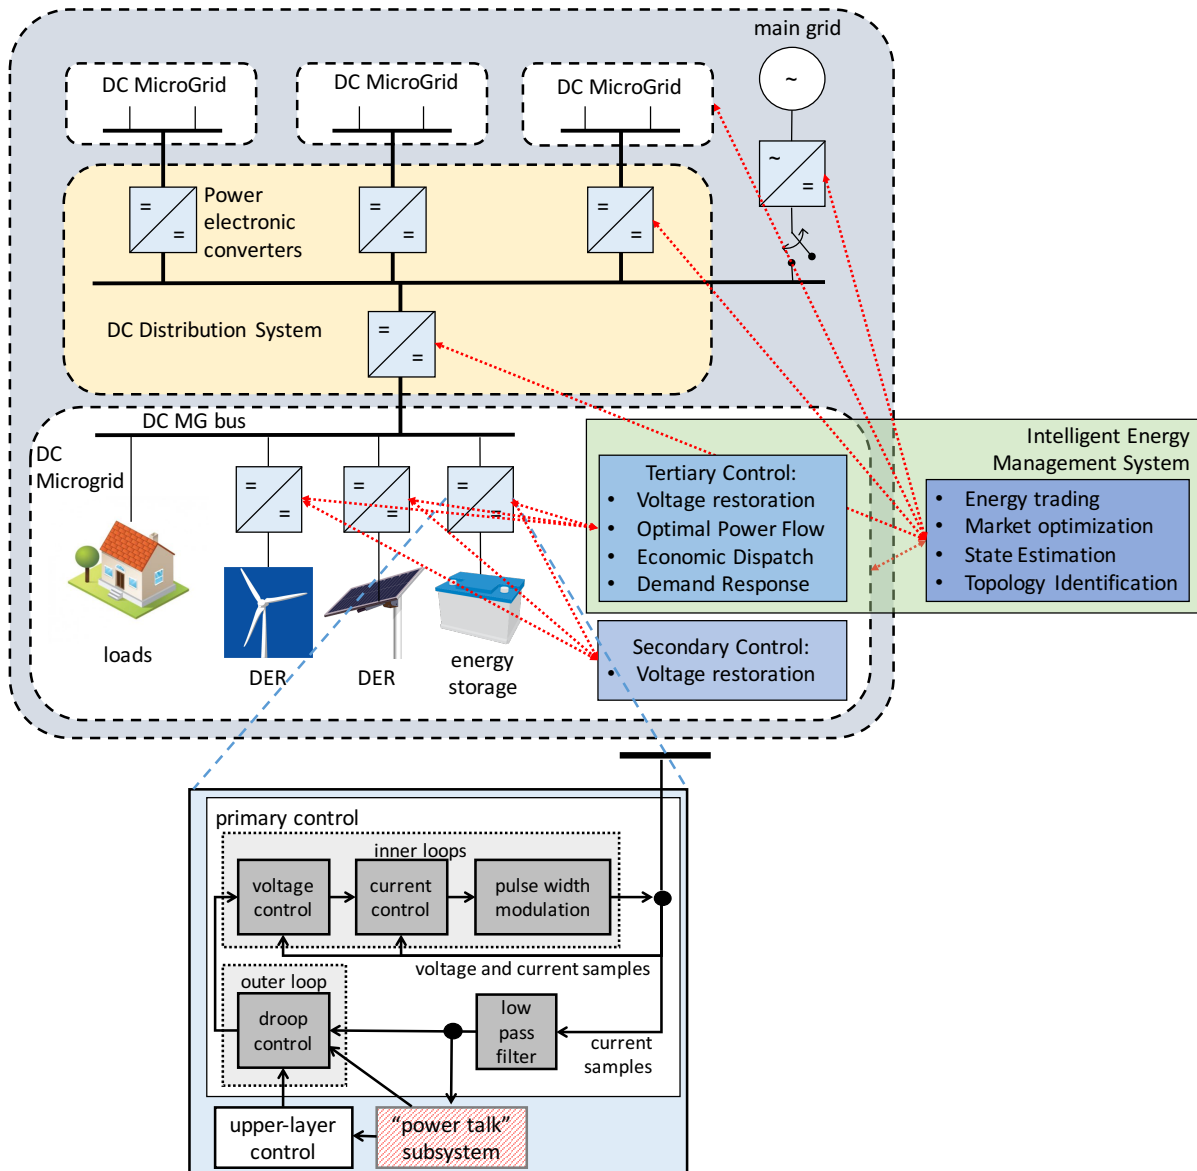 main grid
~
DC MicroGrid
DC MicroGrid
DC MicroGrid
~
=
=
=
Power
electronic
converters
=
=
=
=
DC Distribution System
=
=
DC MG bus
DC
Microgrid
=
=
=
=
=
=
Intelligent Energy
Management System
Tertiary Control:
• Voltage restoration
• Optimal Power Flow
• Economic Dispatch
• Demand Response
• Energy trading
• Market optimization
• State Estimation
• Topology Identification
Secondary Control:
• Voltage restoration
loads
DER
DER
energy
storage
primary control
inner loops
voltage
control
current
control
pulse width
modulation
voltage and current samples
outer loop
droop
control
low
pass
filter
current
samples
upper-layer
control
“power talk”
subsystem